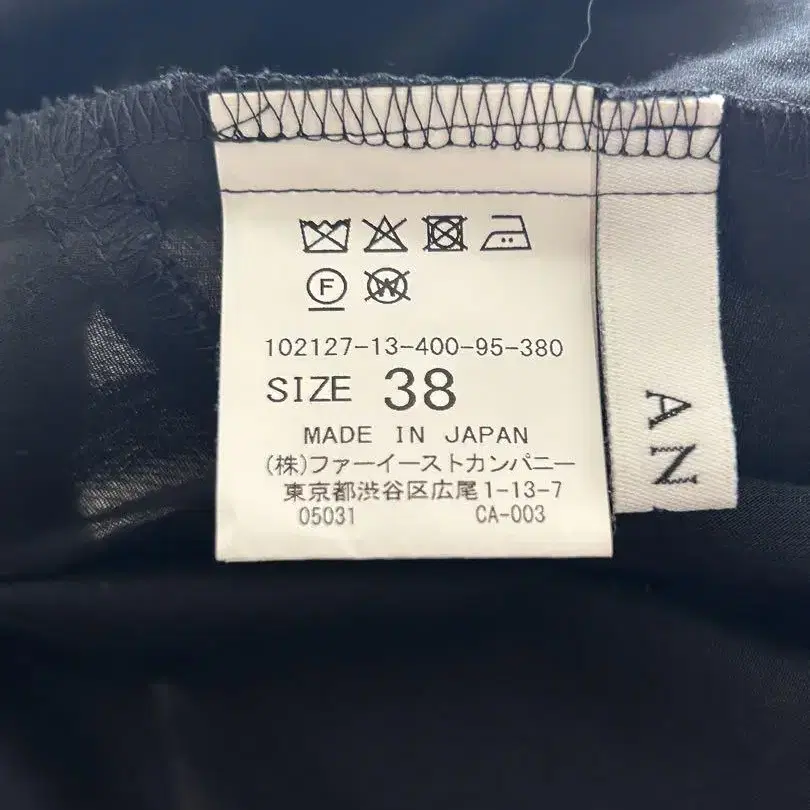 F
W
102127-13-400-95-380
SIZE 38
MADE IN JAPAN
(株)ファーイーストカンパニー
東京都渋谷区広尾1-13-7
05031 CA-003
AN